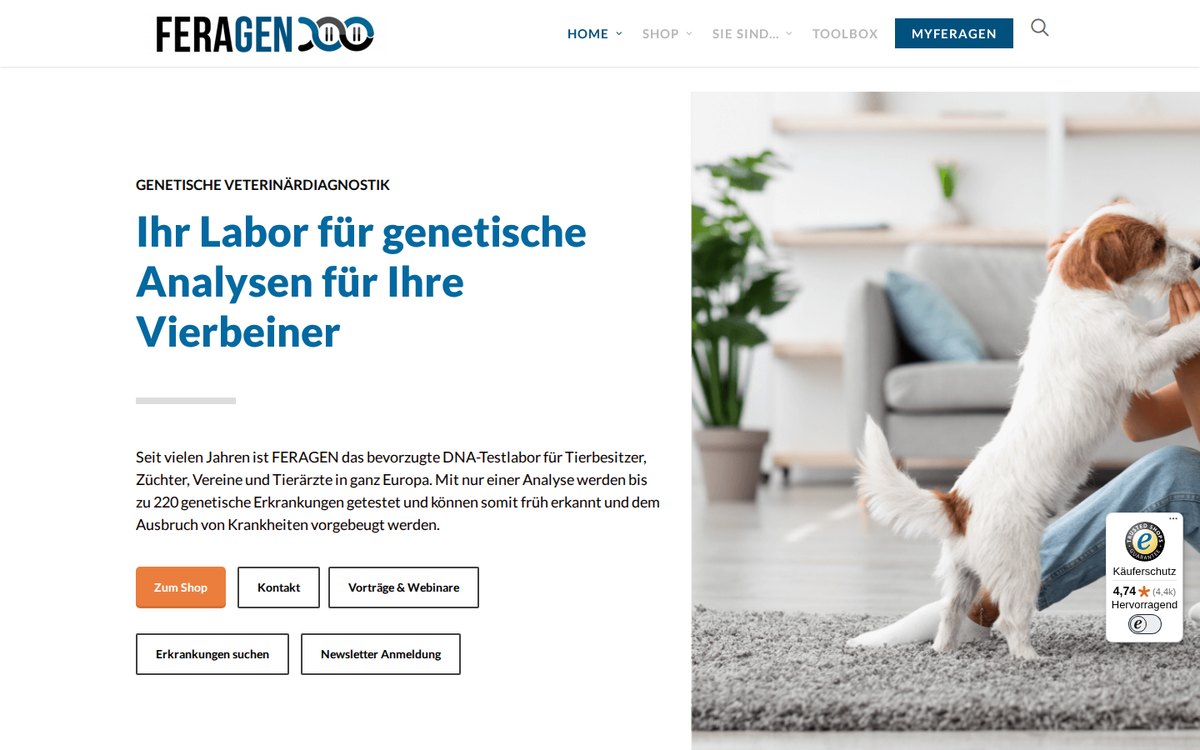 FERAGEN
HOME
SHOP
SIE SIND...
TOOLBOX
MYFERAGEN
GENETISCHE VETERINÄRDIAGNOSTIK
Ihr Labor für genetische
Analysen für Ihre
Vierbeiner
Seit vielen Jahren ist FERAGEN das bevorzugte DNA-Testlabor für Tierbesitzer,
Züchter, Vereine und Tierärzte in ganz Europa. Mit nur einer Analyse werden bis
zu 220 genetische Erkrankungen getestet und können somit früh erkannt und dem
Ausbruch von Krankheiten vorgebeugt werden.
Zum Shop
Kontakt
Vorträge & Webinare
Erkrankungen suchen
Newsletter Anmeldung
TRUSTED SHOPS
GUARANTEE
e
Käuferschutz
4,74 (4,4k)
Hervorragend
e